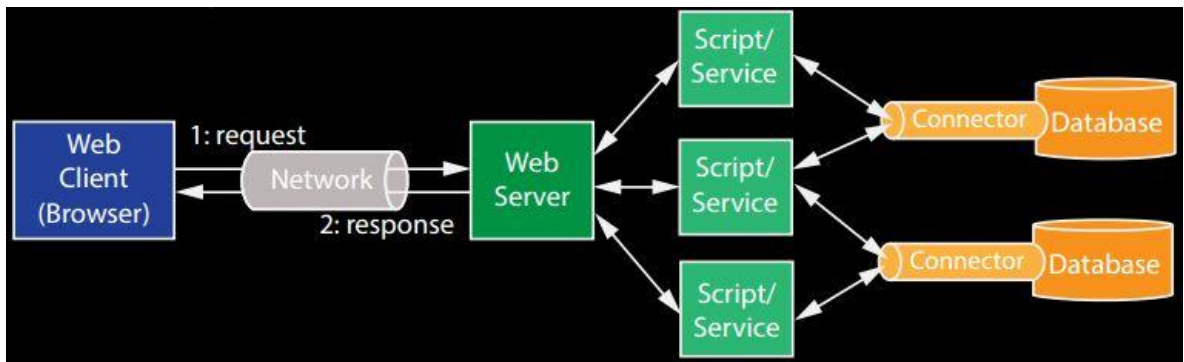 Web
Client
(Browser)
1: request
Network
2: response
Web
Server
Script/
Service
Script/
Service
Script/
Service
Connector
Database
Connector
Database